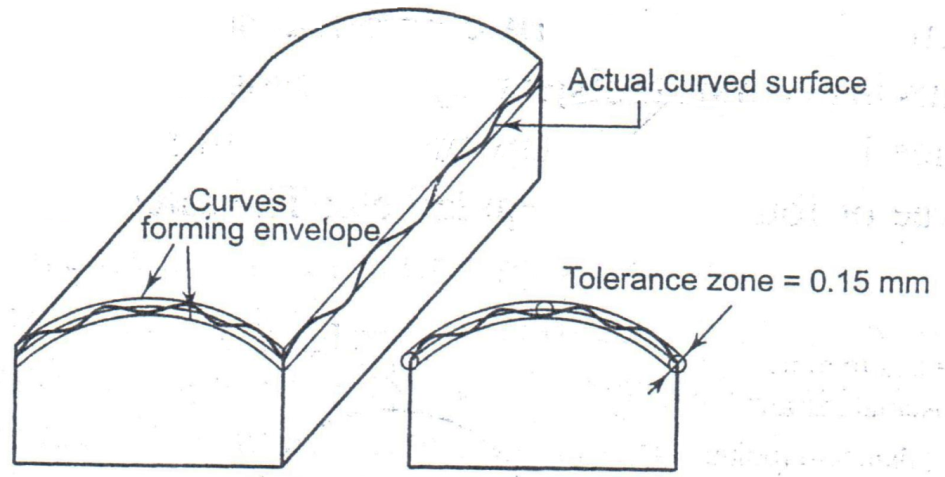 Actual curved surface
Curves
forming envelope
Tolerance zone = 0.15 mm